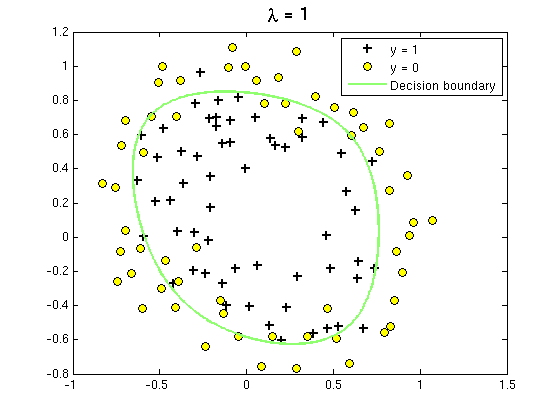 λ = 1
y = 1
y = 0
Decision boundary
1.2
1
0.8
0.6
0.4
0.2
0
-0.2
-0.4
-0.6
-0.8
-1 -0.5 0 0.5 1 1.5